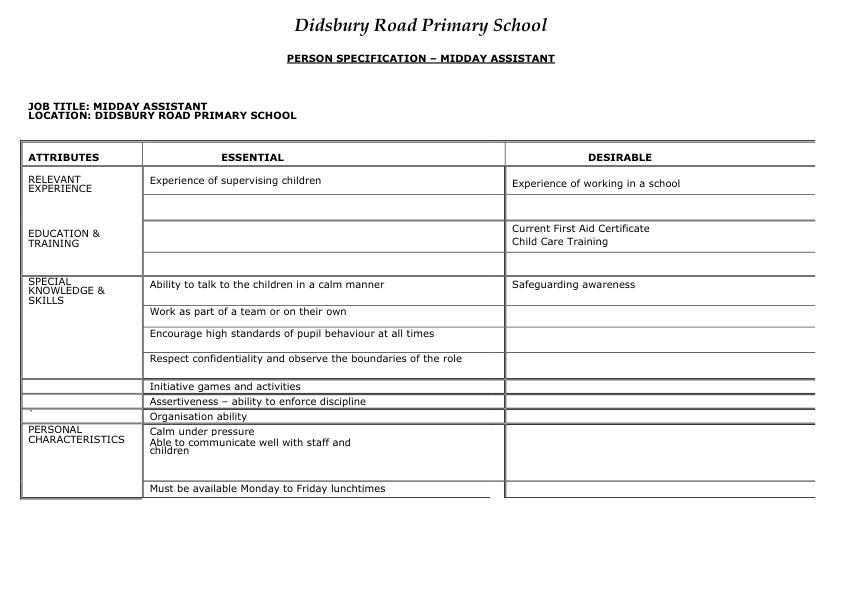 Didsbury Road Primary School
PERSON SPECIFICATION – MIDDAY ASSISTANT
JOB TITLE: MIDDAY ASSISTANT
LOCATION: DIDSBURY ROAD PRIMARY SCHOOL
ATTRIBUTES ESSENTIAL DESIRABLE
RELEVANT
EXPERIENCE
Experience of supervising children
Experience of working in a school
EDUCATION &
TRAINING
Current First Aid Certificate
Child Care Training
SPECIAL
KNOWLEDGE &
SKILLS
Ability to talk to the children in a calm manner
Safeguarding awareness
Work as part of a team or on their own
Encourage high standards of pupil behaviour at all times
Respect confidentiality and observe the boundaries of the role
Initiative games and activities
Assertiveness – ability to enforce discipline
`
Organisation ability
PERSONAL
CHARACTERISTICS
Calm under pressure
Able to communicate well with staff and
children
Must be available Monday to Friday lunchtimes